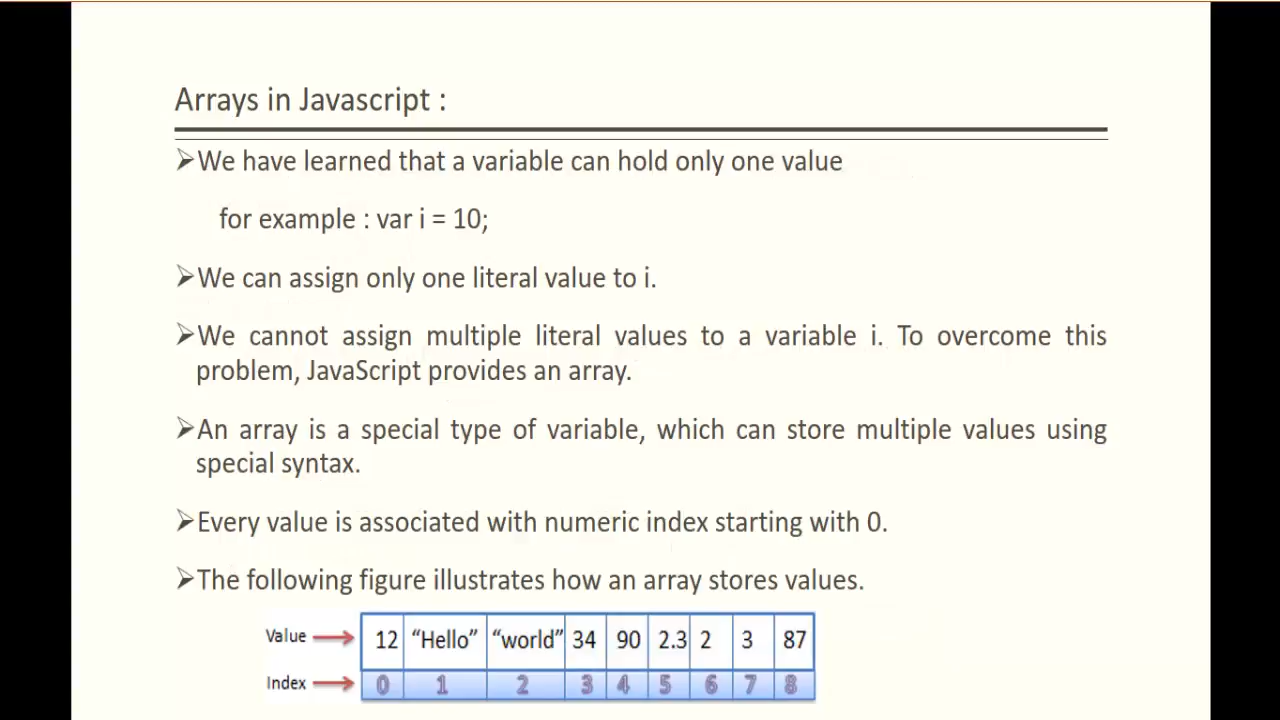 Arrays in Javascript :
➢We have learned that a variable can hold only one value
for example : var i = 10;
➢We can assign only one literal value to i.
➢We cannot assign multiple literal values to a variable i. To overcome this
problem, JavaScript provides an array.
➢An array is a special type of variable, which can store multiple values using
special syntax.
➢Every value is associated with numeric index starting with 0.
➢The following figure illustrates how an array stores values.
Value 12 “Hello” “world” 34 90 2.3 2 3 87
Index 0 1 2 3 4 5 6 7 8